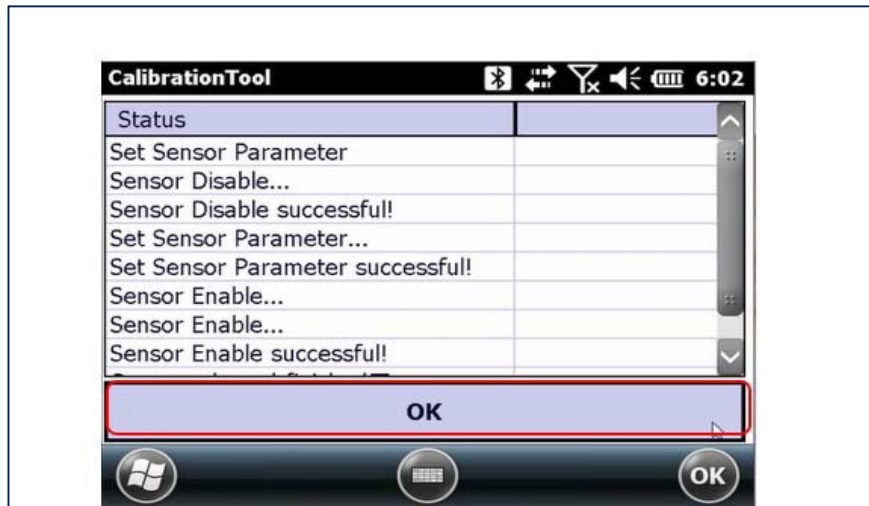 CalibrationTool 6:02
Status
Set Sensor Parameter
Sensor Disable...
Sensor Disable successful!
Set Sensor Parameter...
Set Sensor Parameter successful!
Sensor Enable...
Sensor Enable...
Sensor Enable successful!
OK
OK